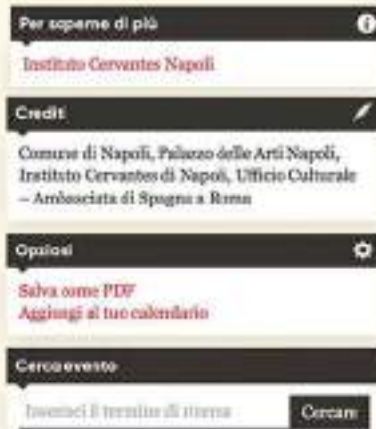 Per saperne di più
Instituto Cervantes Napoli
Crediti
Comune di Napoli, Palazzo delle Arti Napoli,
Instituto Cervantes di Napoli, Ufficio Culturale
– Ambasciata di Spagna a Roma
Opzioni
Salva come PDF
Aggiungi al tuo calendario
Cerca evento
Inserisci il termine di ricerca
Cercare